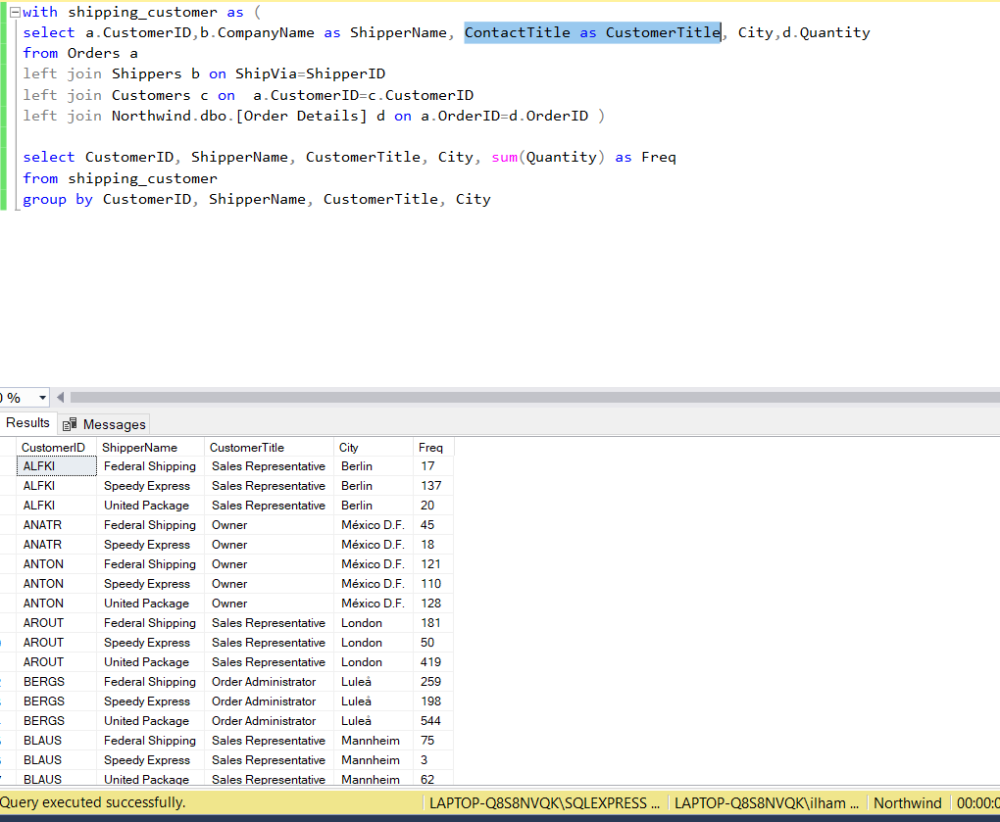 with shipping_customer as (
select a.CustomerID,b.CompanyName as ShipperName, ContactTitle as CustomerTitle, City,d.Quantity
from Orders a
left join Shippers b on ShipVia=ShipperID
left join Customers c on  a.CustomerID=c.CustomerID
left join Northwind.dbo.[Order Details] d on a.OrderID=d.OrderID )
select CustomerID, ShipperName, CustomerTitle, City, sum(Quantity) as Freq
from shipping_customer
group by CustomerID, ShipperName, CustomerTitle, City
%
Results Messages
CustomerID ShipperName CustomerTitle City Freq
ALFKI Federal Shipping Sales Representative Berlin 17
ALFKI Speedy Express Sales Representative Berlin 137
ALFKI United Package Sales Representative Berlin 20
ANATR Federal Shipping Owner México D.F. 45
ANATR Speedy Express Owner México D.F. 18
ANTON Federal Shipping Owner México D.F. 121
ANTON Speedy Express Owner México D.F. 110
ANTON United Package Owner México D.F. 128
AROUT Federal Shipping Sales Representative London 181
AROUT Speedy Express Sales Representative London 50
AROUT United Package Sales Representative London 419
BERGS Federal Shipping Order Administrator Luleå 259
BERGS Speedy Express Order Administrator Luleå 198
BERGS United Package Order Administrator Luleå 544
BLAUS Federal Shipping Sales Representative Mannheim 75
BLAUS Speedy Express Sales Representative Mannheim 3
BLAUS United Package Sales Representative Mannheim 62
Query executed successfully. LAPTOP-Q8S8NVQK\SQLEXPRESS ... LAPTOP-Q8S8NVQK\ilham ... Northwind 00:00:0